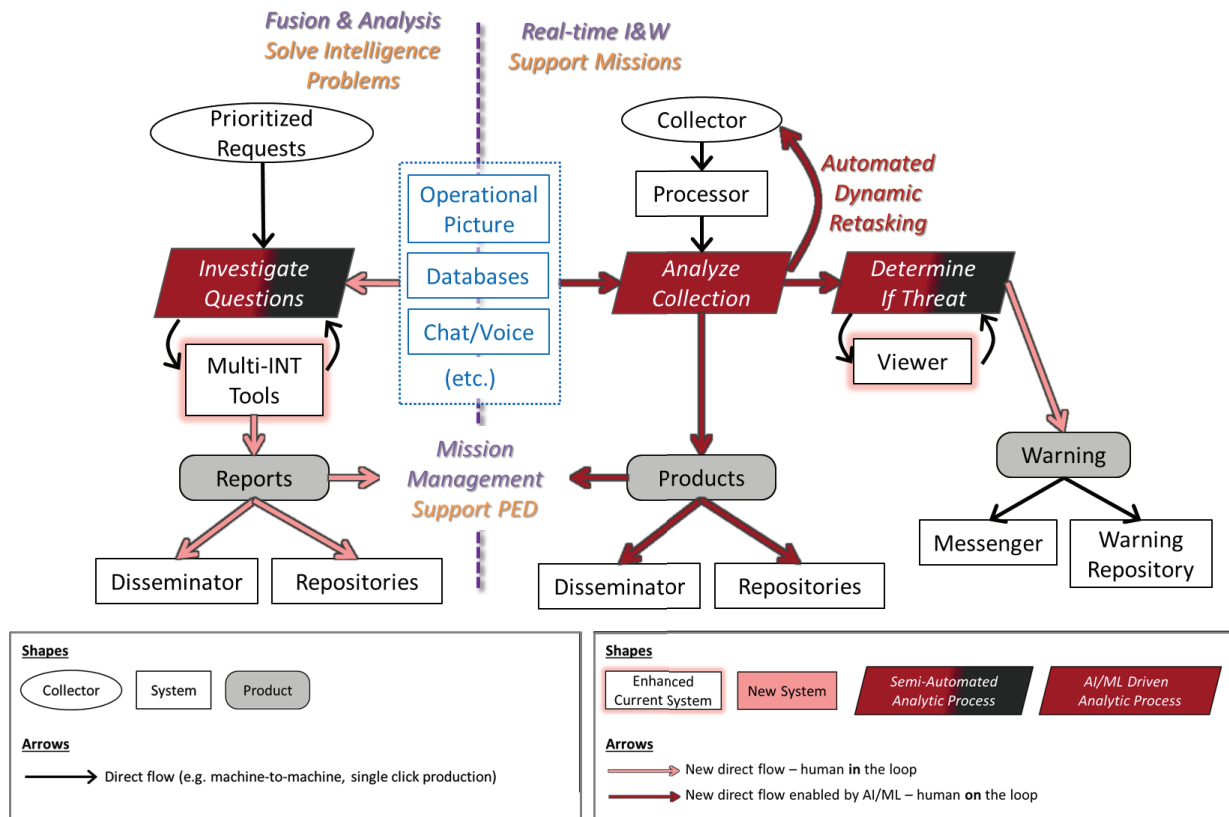 Fusion & Analysis
Solve Intelligence
Problems
Real-time I&W
Support Missions
Prioritized
Requests
Collector
Automated
Dynamic
Retasking
Processor
Operational
Picture
Databases
Chat/Voice
(etc.)
Investigate
Questions
Analyze
Collection
Determine
If Threat
Multi-INT
Tools
Viewer
Reports
Mission
Management
Support PED
Products
Warning
Disseminator
Repositories
Disseminator
Repositories
Messenger
Warning
Repository
Shapes
Collector
System
Product
Arrows
Direct flow (e.g. machine-to-machine, single click production)
Shapes
Enhanced
Current System
New System
Semi-Automated
Analytic Process
AI/ML Driven
Analytic Process
Arrows
New direct flow – human in the loop
New direct flow enabled by AI/ML – human on the loop